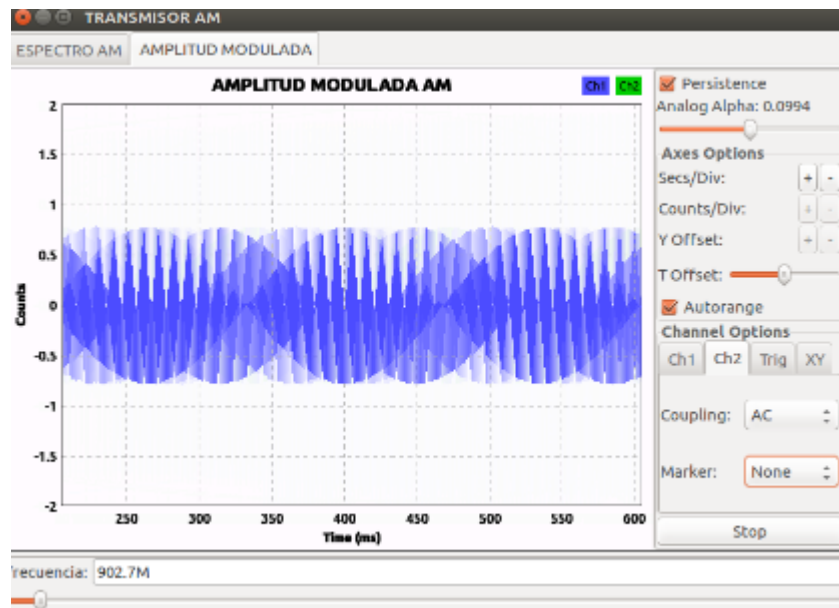 TRANSMISOR AM
ESPECTRO AM
AMPLITUD MODULADA
AMPLITUD MODULADA AM
Ch1
Ch2
2
1.5
1
0.5
0
-0.5
-1
-1.5
-2
Counts
250
300
350
400
450
500
550
600
Time (ms)
Persistence
Analog Alpha: 0.0994
Axes Options
Secs/Div:
+
-
Counts/Div:
+
-
Y Offset:
+
-
T Offset:
Autorange
Channel Options
Ch1
Ch2
Trig
XY
Coupling:
AC
Marker:
None
Stop
recuencia: 902.7M